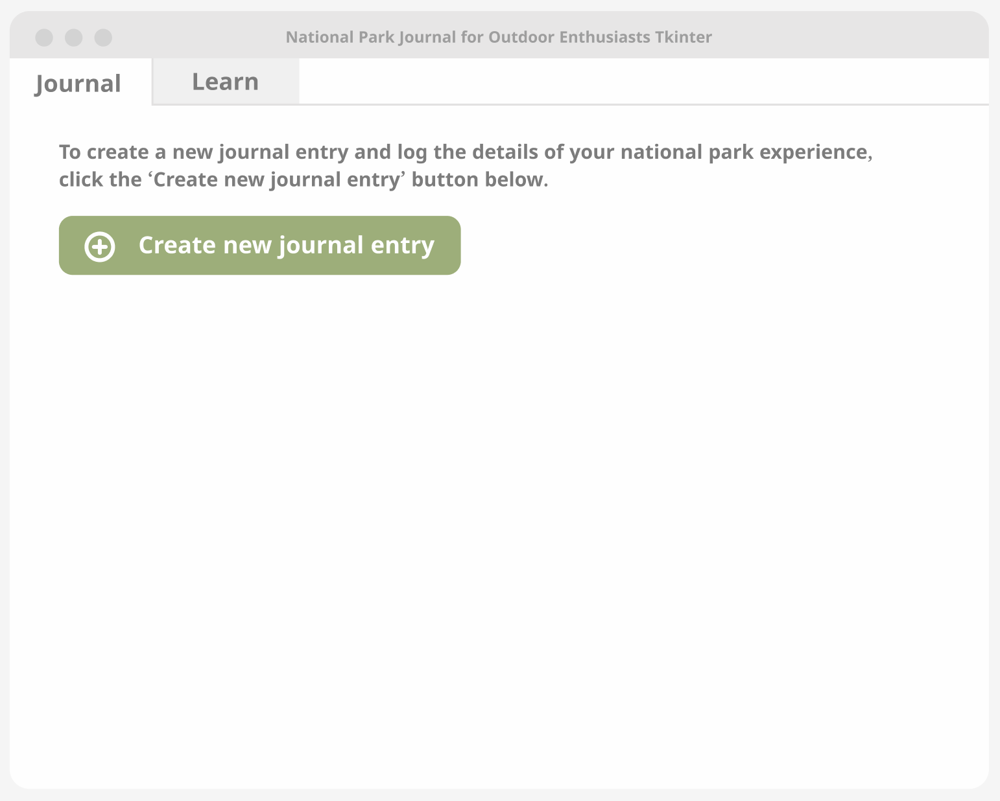 National Park Journal for Outdoor Enthusiasts Tkinter
Journal
Learn
To create a new journal entry and log the details of your national park experience,
click the ‘Create new journal entry’ button below.
Create new journal entry